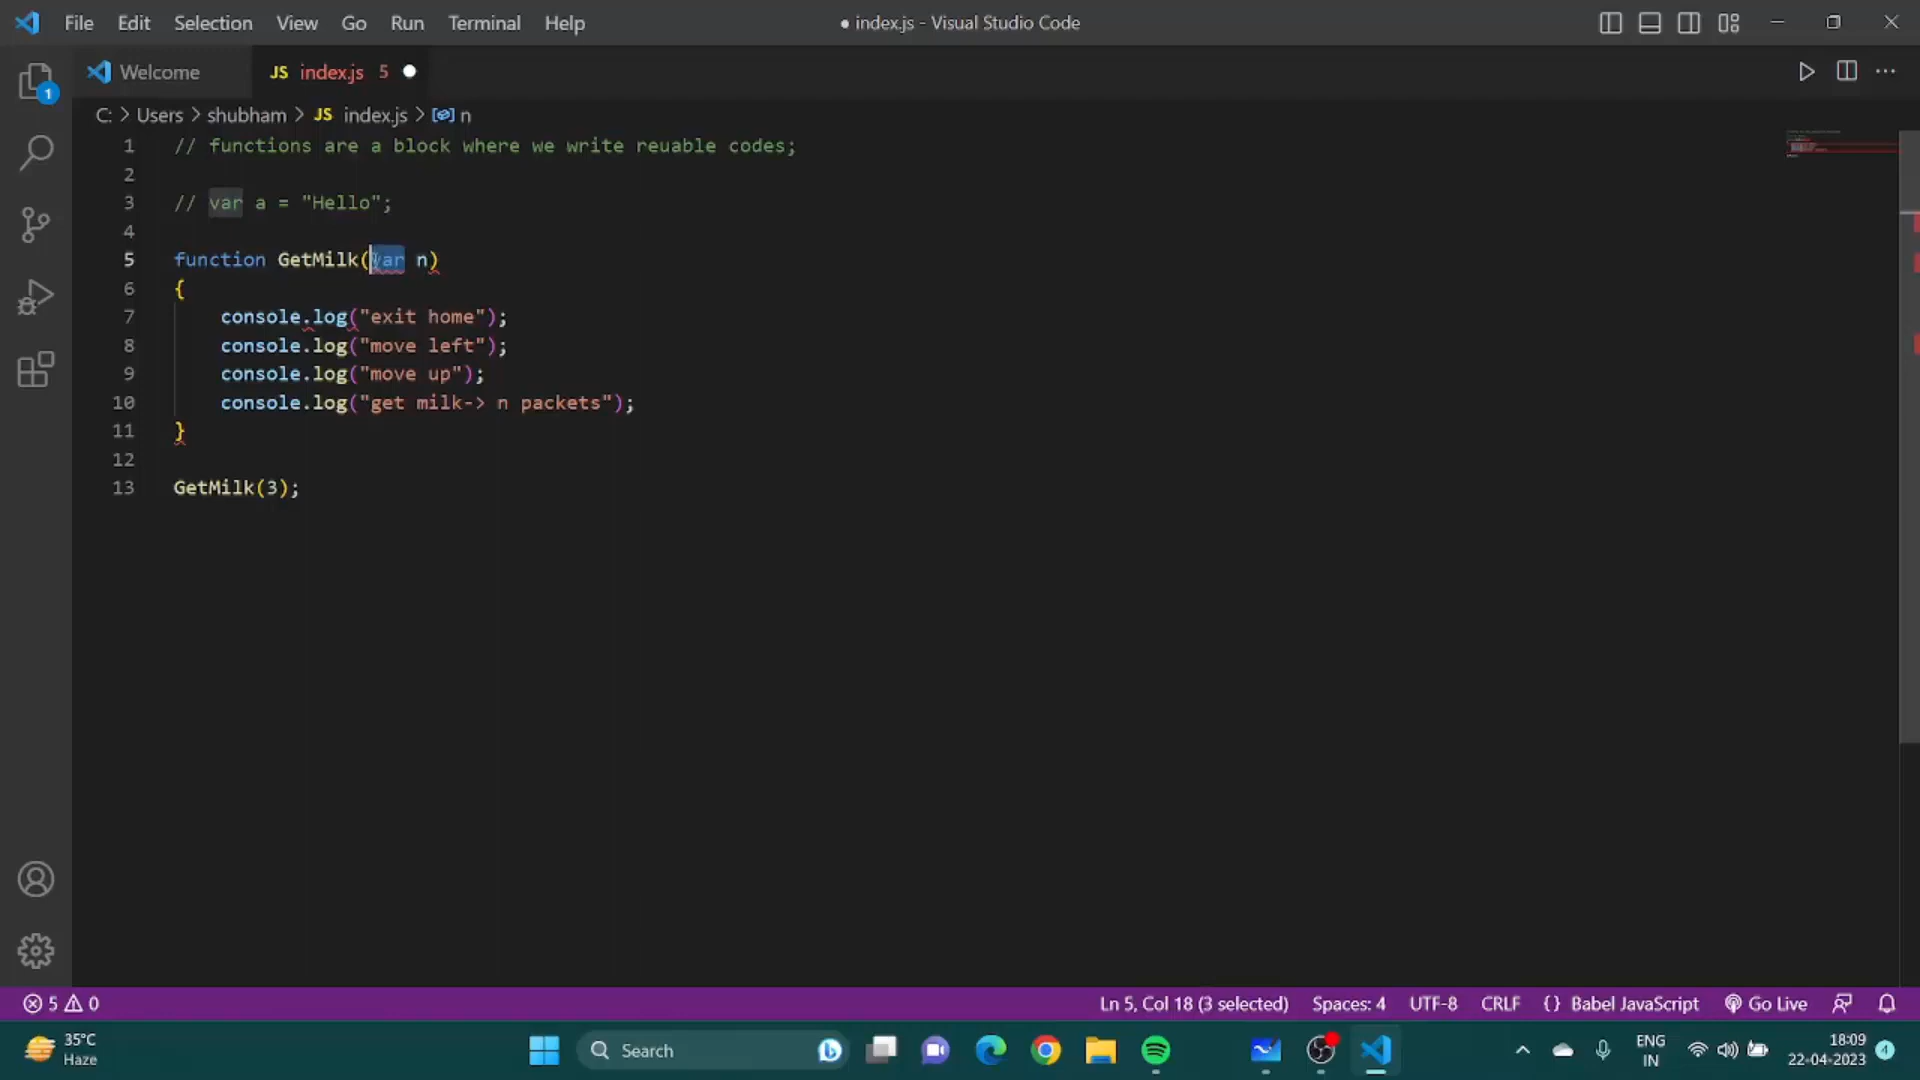 File Edit Selection View Go Run Terminal Help ● index.js - Visual Studio Code
Welcome JS index.js 5
1
C: > Users > shubham > JS index.js > n
1 // functions are a block where we write reuable codes;
2
3 // var a = "Hello";
4
5 function GetMilk(var n)
6 {
7 console.log("exit home");
8 console.log("move left");
9 console.log("move up");
10 console.log("get milk-> n packets");
11 }
12
13 GetMilk(3);
5 0 Ln 5, Col 18 (3 selected) Spaces: 4 UTF-8 CRLF {} Babel JavaScript Go Live
35°C Search ENG 18:09
Haze IN 22-04-2023 4